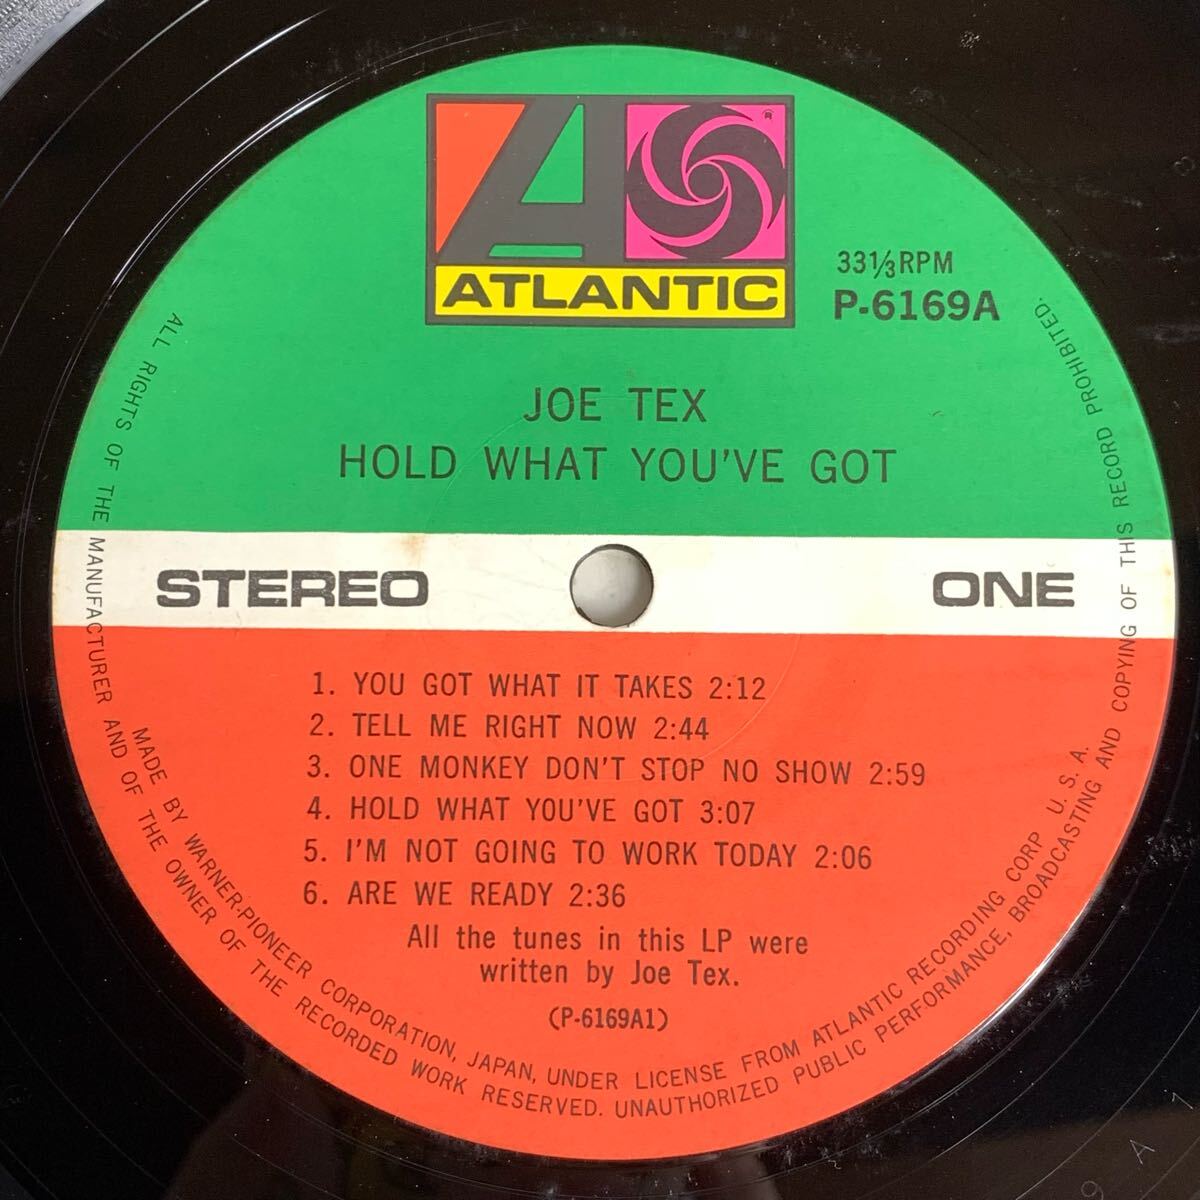 ATLANTIC
®
33⅓RPM
P-6169A
JOE TEX
HOLD WHAT YOU'VE GOT
STEREO
ONE
1. YOU GOT WHAT IT TAKES 2:12
2. TELL ME RIGHT NOW 2:44
3. ONE MONKEY DON'T STOP NO SHOW 2:59
4. HOLD WHAT YOU'VE GOT 3:07
5. I'M NOT GOING TO WORK TODAY 2:06
6. ARE WE READY 2:36
All the tunes in this LP were
written by Joe Tex.
(P-6169A1)
MADE BY WARNER-PIONEER CORPORATION, JAPAN, UNDER LICENSE FROM ATLANTIC RECORDING CORP U. S. A.
ALL RIGHTS OF THE MANUFACTURER AND OF THE OWNER OF THE RECORDED WORK RESERVED. UNAUTHORIZED PUBLIC PERFORMANCE, BROADCASTING AND COPYING OF THIS RECORD PROHIBITED.